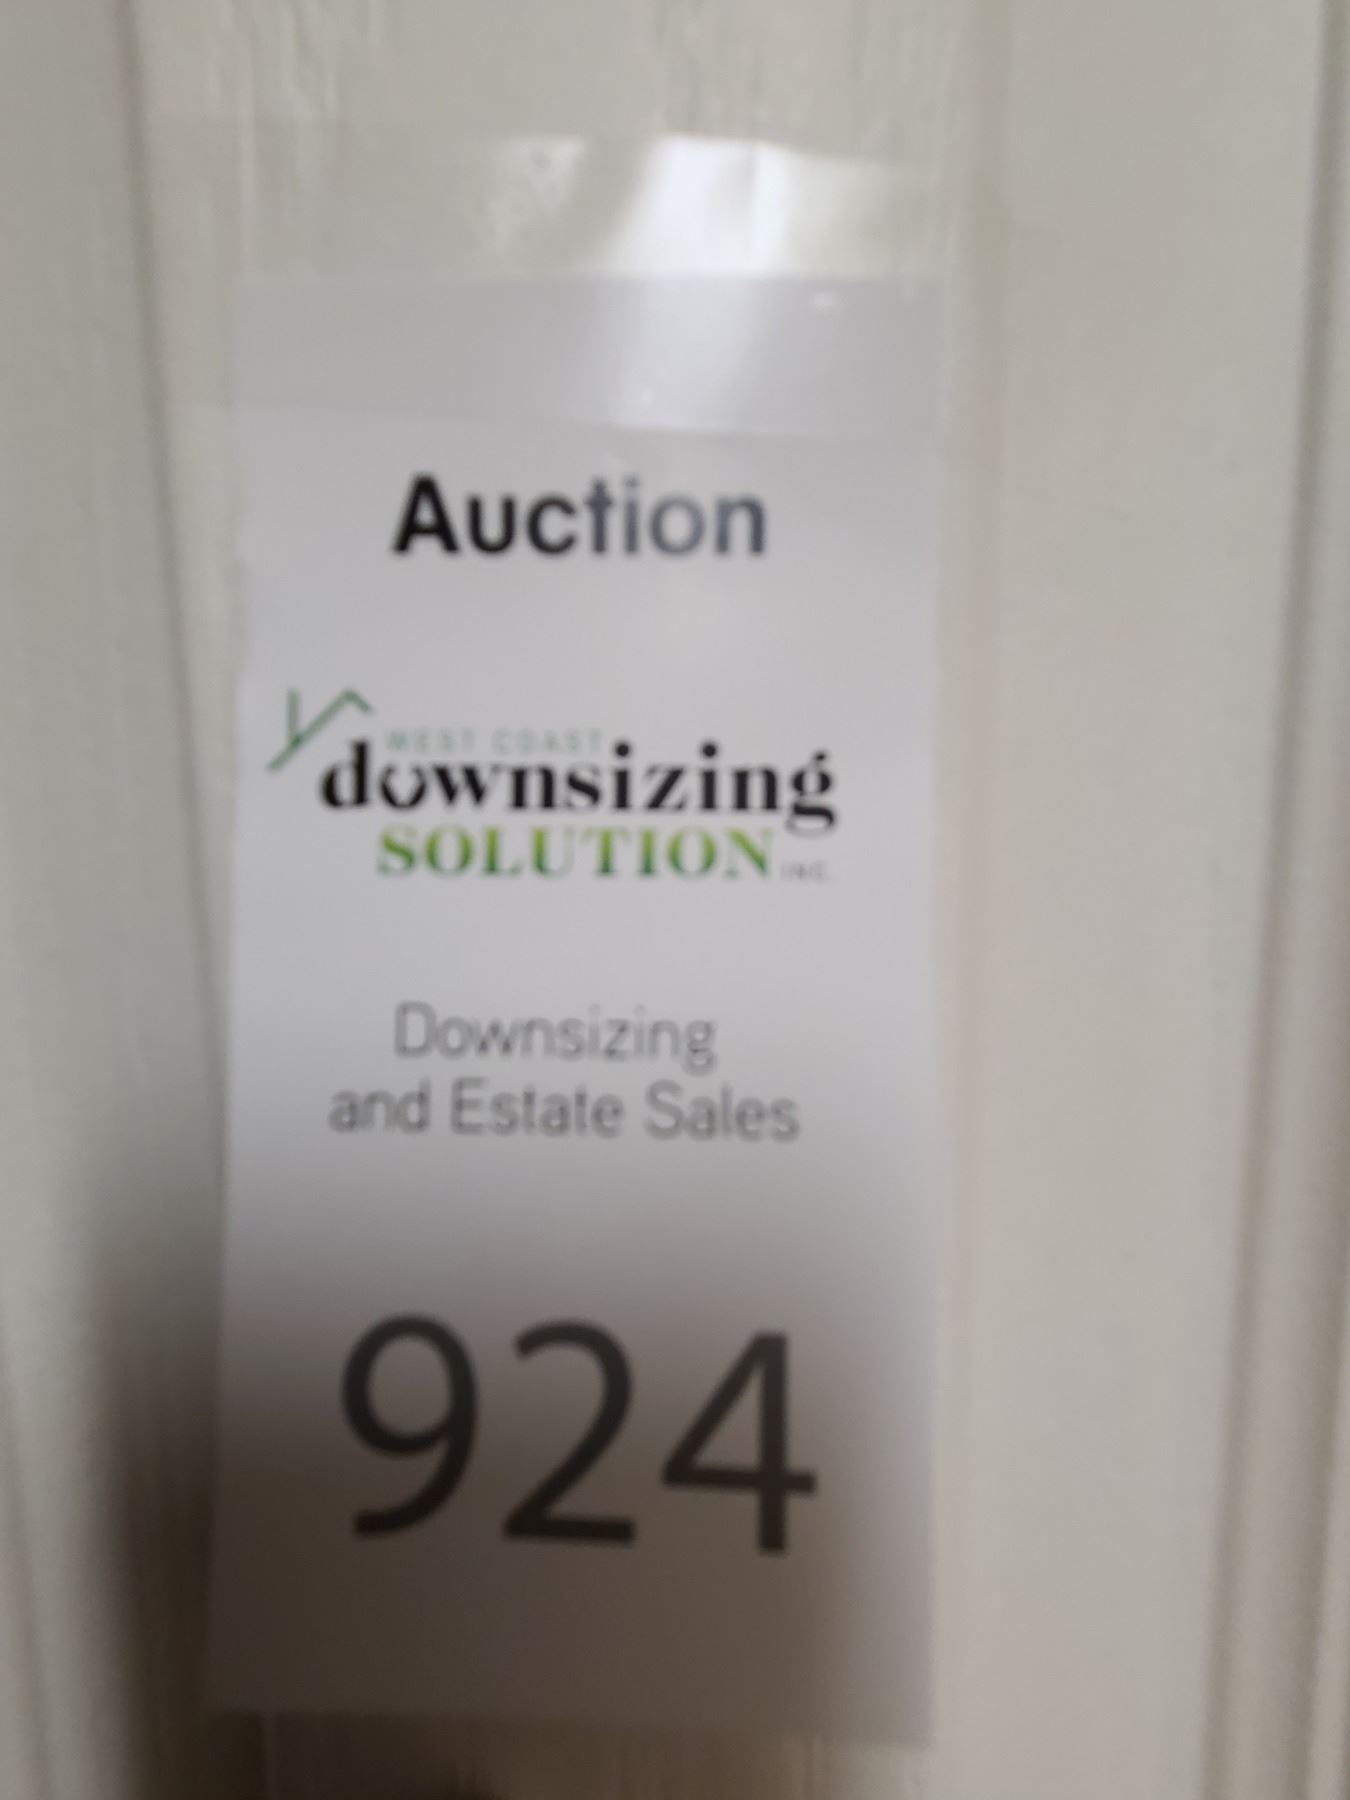 Auction
WEST COAST
downsizing
SOLUTION INC.
Downsizing
and Estate Sales
924